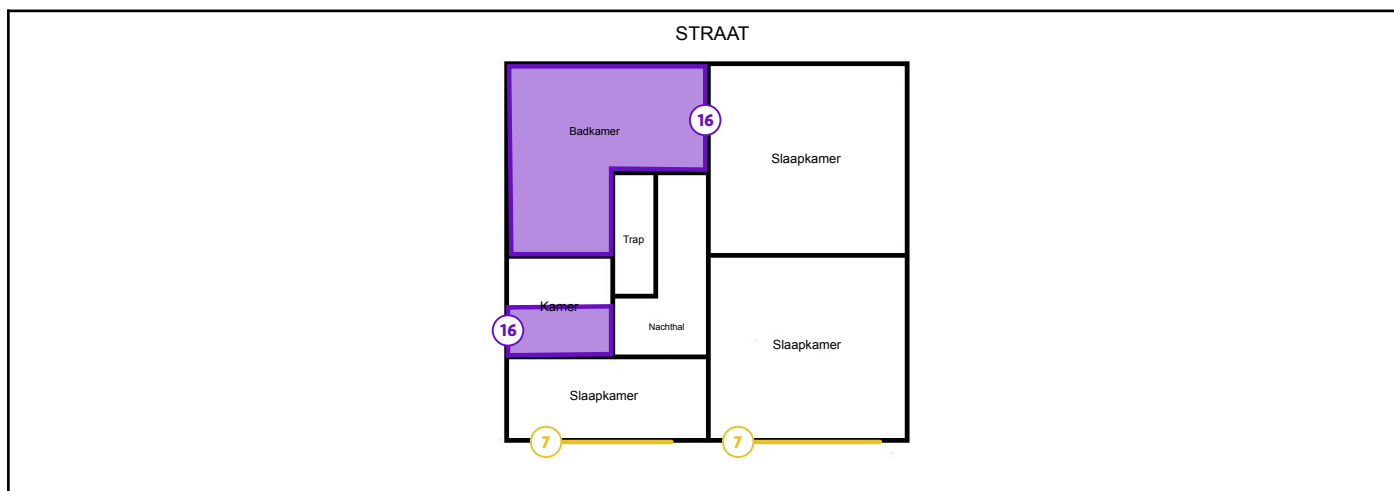 STRAAT
16
Badkamer
Slaapkamer
Trap
Kamer
16
Nachthal
Slaapkamer
Slaapkamer
7
7